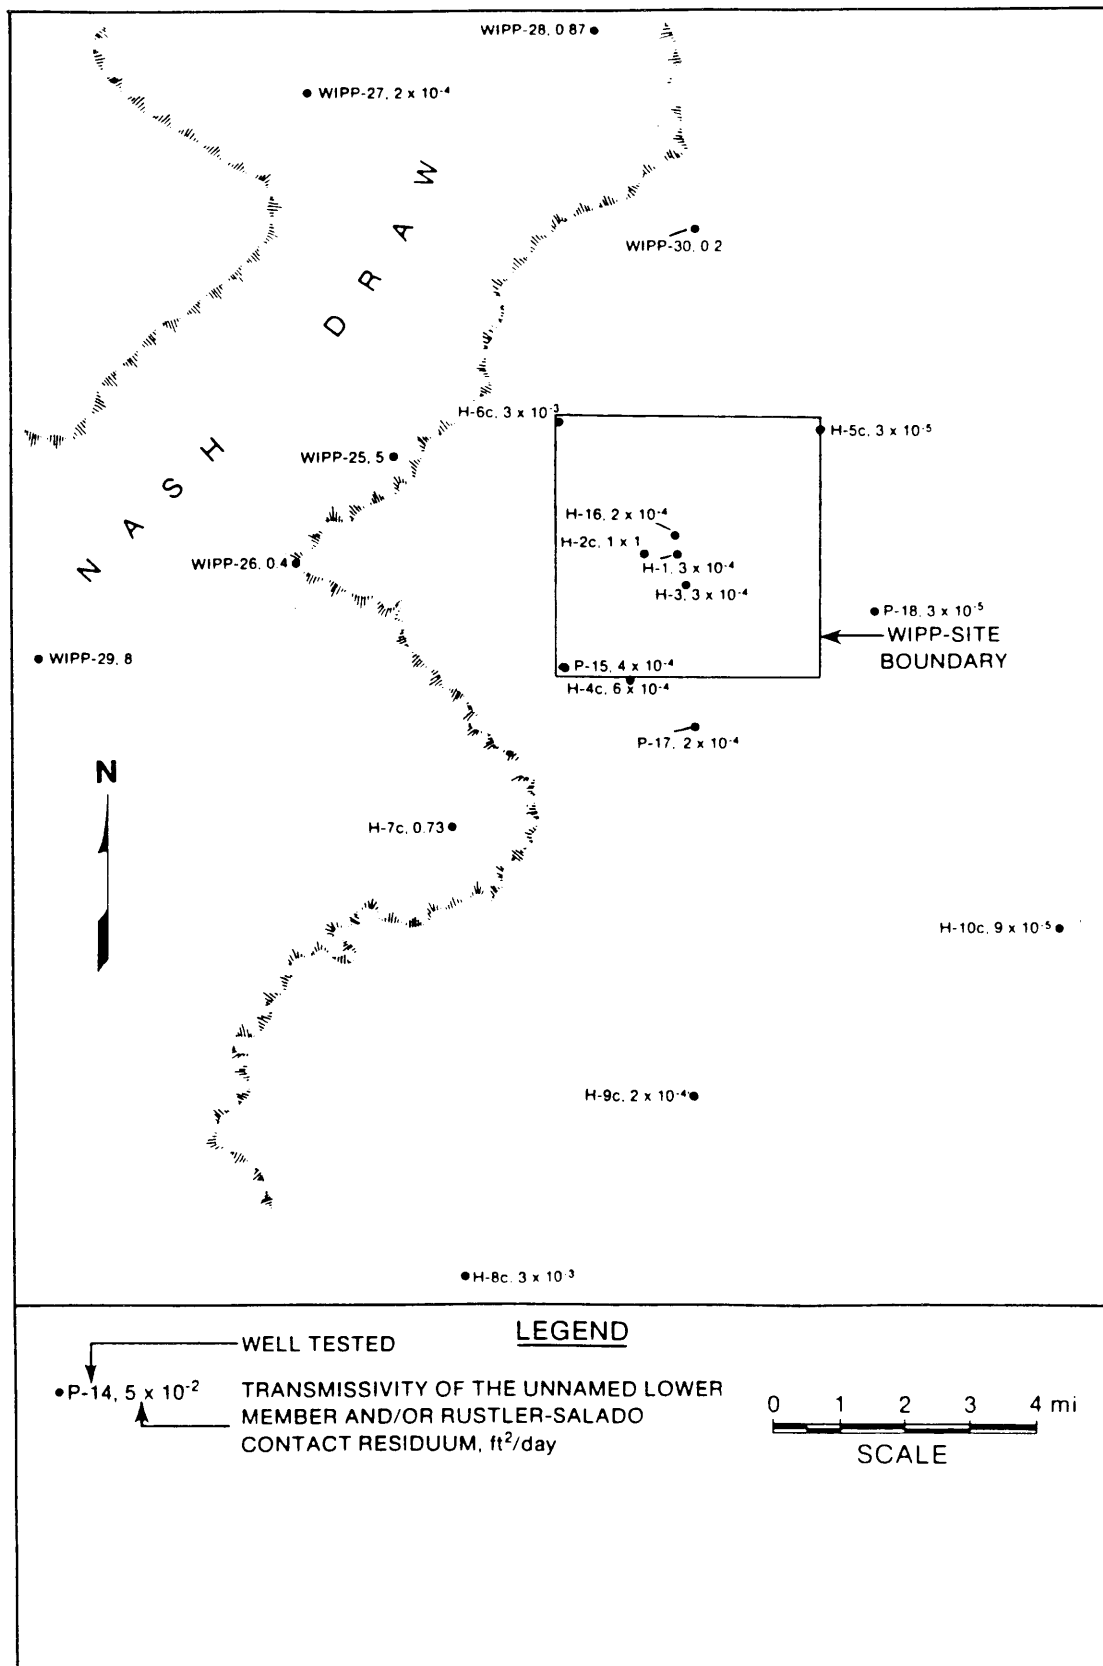 WIPP-28, 0.87
WIPP-27, 2 x 10⁻⁴
NASH DRAW
WIPP-30, 0.2
H-6c, 3 x 10⁻³
H-5c, 3 x 10⁻⁵
WIPP-25, 5
H-16, 2 x 10⁻⁴
H-2c, 1 x 1
H-1, 3 x 10⁻⁴
WIPP-26, 0.4
H-3, 3 x 10⁻⁴
P-18, 3 x 10⁻⁵
WIPP-SITE
BOUNDARY
WIPP-29, 8
P-15, 4 x 10⁻⁴
H-4c, 6 x 10⁻⁴
P-17, 2 x 10⁻⁴
N
H-7c, 0.73
H-10c, 9 x 10⁻⁵
H-9c, 2 x 10⁻⁴
H-8c, 3 x 10⁻³
LEGEND
WELL TESTED
P-14, 5 x 10⁻²
TRANSMISSIVITY OF THE UNNAMED LOWER
MEMBER AND/OR RUSTLER-SALADO
CONTACT RESIDUUM, ft²/day
0 1 2 3 4 mi
SCALE